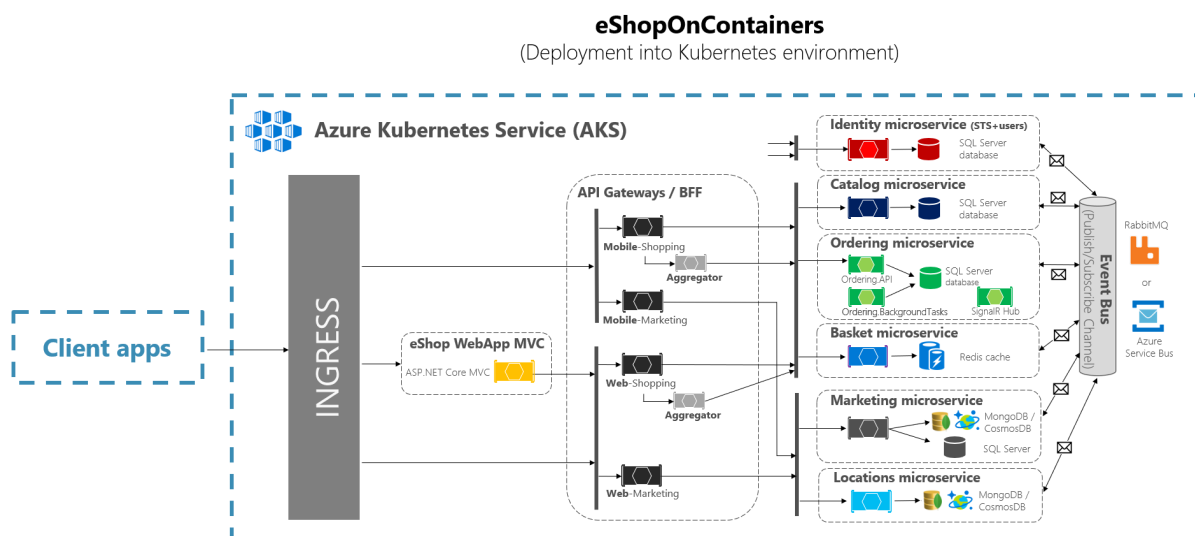 eShopOnContainers
(Deployment into Kubernetes environment)
Azure Kubernetes Service (AKS)
Client apps
INGRESS
eShop WebApp MVC
ASP.NET Core MVC
API Gateways / BFF
Mobile-Shopping
Aggregator
Mobile-Marketing
Web-Shopping
Aggregator
Web-Marketing
Identity microservice (STS+users)
SQL Server
database
Catalog microservice
SQL Server
database
Ordering microservice
Ordering.API
SQL Server
database
Ordering.BackgroundTasks
SignalR Hub
Basket microservice
Redis cache
Marketing microservice
MongoDB /
CosmosDB
SQL Server
Locations microservice
MongoDB /
CosmosDB
Event Bus
(Publish/Subscribe Channel)
RabbitMQ
or
Azure
Service Bus